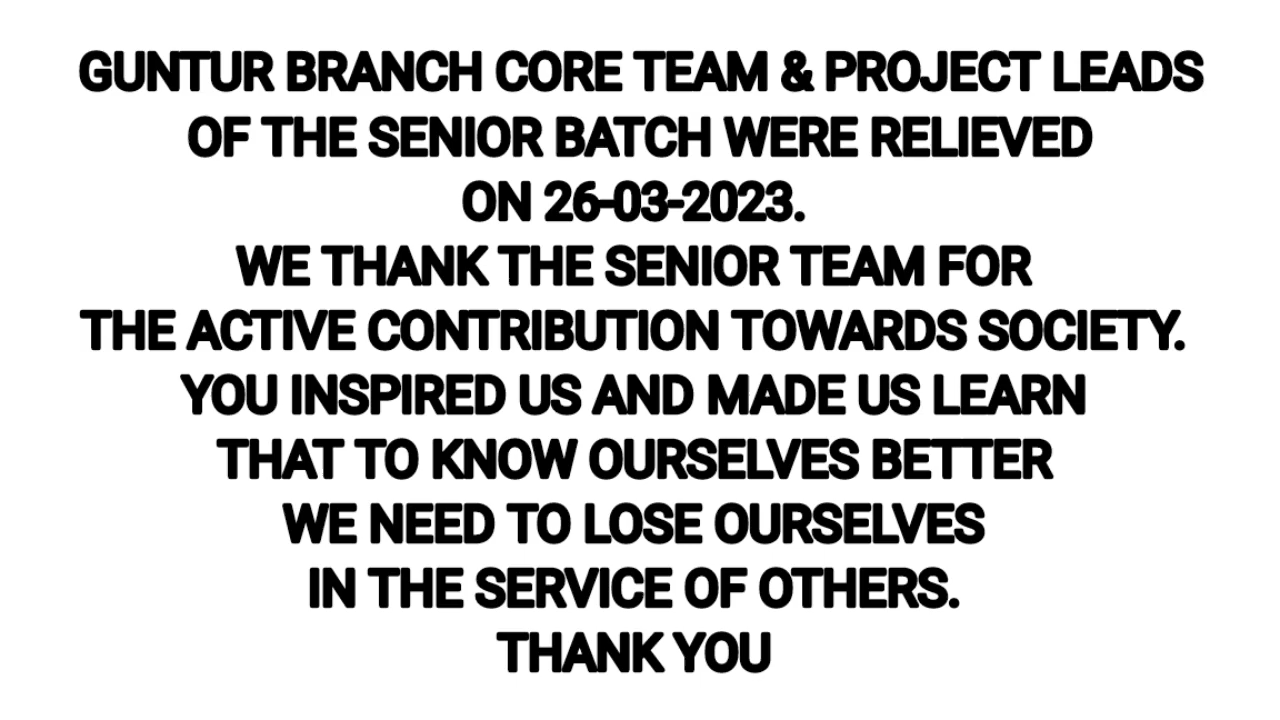 GUNTUR BRANCH CORE TEAM & PROJECT LEADS
OF THE SENIOR BATCH WERE RELIEVED
ON 26-03-2023.
WE THANK THE SENIOR TEAM FOR
THE ACTIVE CONTRIBUTION TOWARDS SOCIETY.
YOU INSPIRED US AND MADE US LEARN
THAT TO KNOW OURSELVES BETTER
WE NEED TO LOSE OURSELVES
IN THE SERVICE OF OTHERS.
THANK YOU